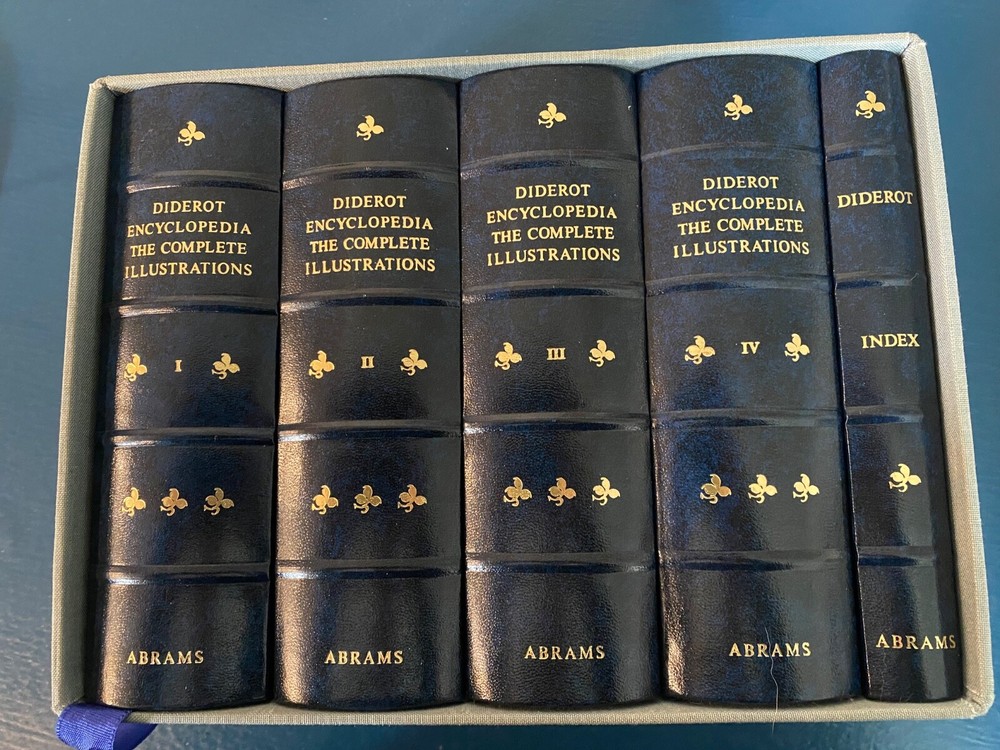 DIDEROT
ENCYCLOPEDIA
THE COMPLETE
ILLUSTRATIONS
I
ABRAMS
DIDEROT
ENCYCLOPEDIA
THE COMPLETE
ILLUSTRATIONS
II
ABRAMS
DIDEROT
ENCYCLOPEDIA
THE COMPLETE
ILLUSTRATIONS
III
ABRAMS
DIDEROT
ENCYCLOPEDIA
THE COMPLETE
ILLUSTRATIONS
IV
ABRAMS
DIDEROT
INDEX
ABRAMS